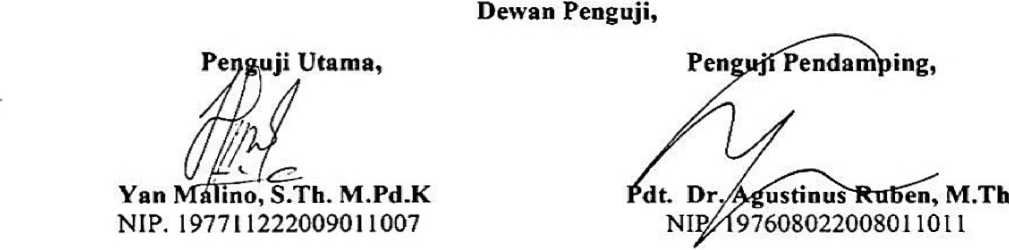 Dewan Penguji,
Penguji Utama,
Penguji Pendamping,
Yan Malino, S.Th. M.Pd.K
Pdt. Dr. Agustinus Ruben, M.Th
NIP. 197711222009011007
NIP. 197608022008011011